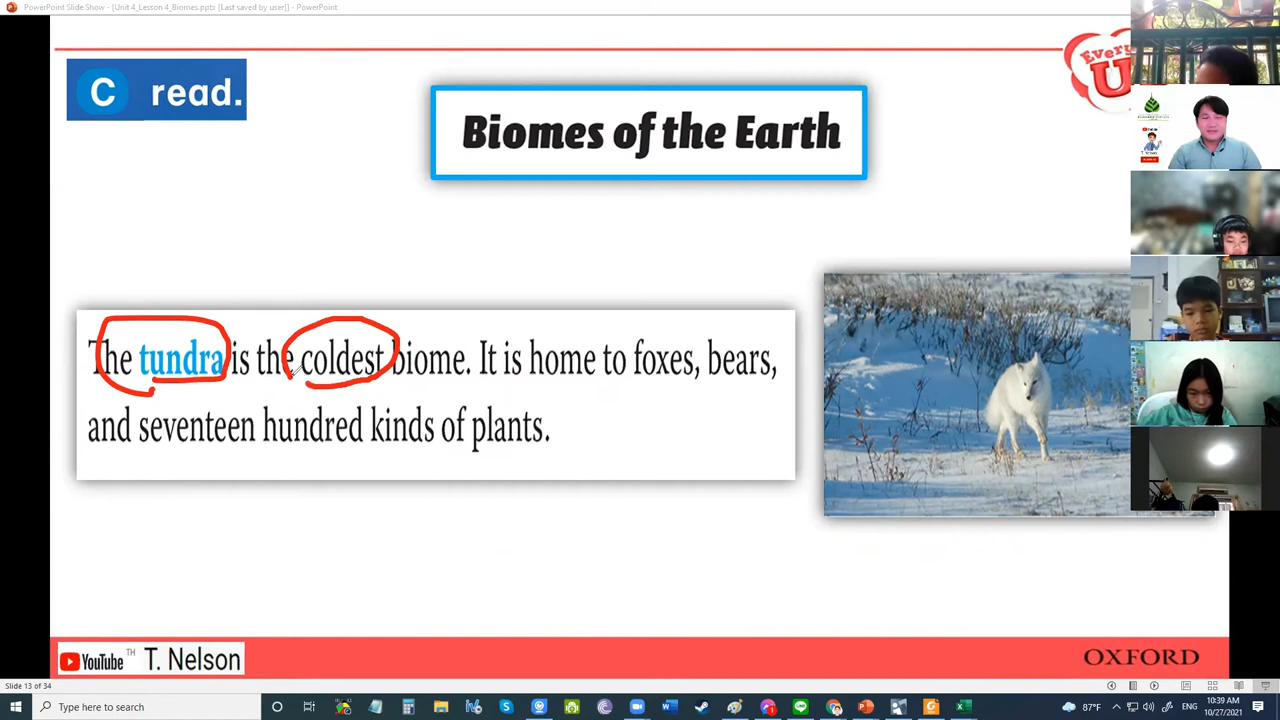 PowerPoint Slide Show - [Unit 4_Lesson 4_Biomes.pptx [Last saved by user]] - PowerPoint
C read.
Biomes of the Earth
Every
U
The tundra is the coldest biome. It is home to foxes, bears,
and seventeen hundred kinds of plants.
YouTube TH T. Nelson
OXFORD
Slide 13 of 34
Type here to search
87°F
ENG
10:39 AM
10/27/2021